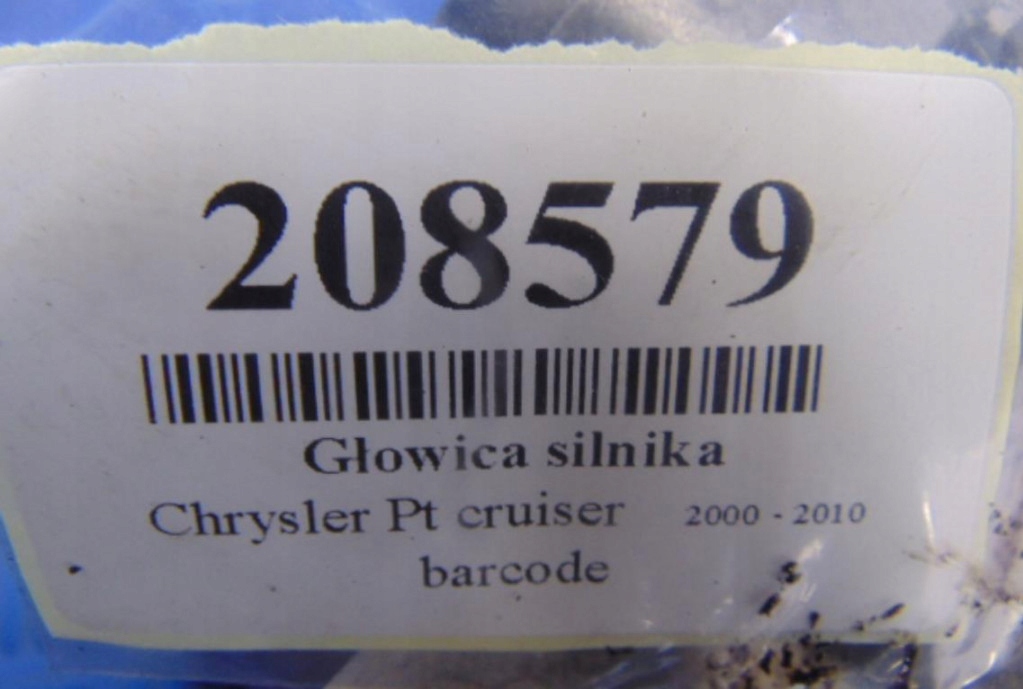 208579
Głowica silnika
Chrysler Pt cruiser 2000 - 2010
barcode